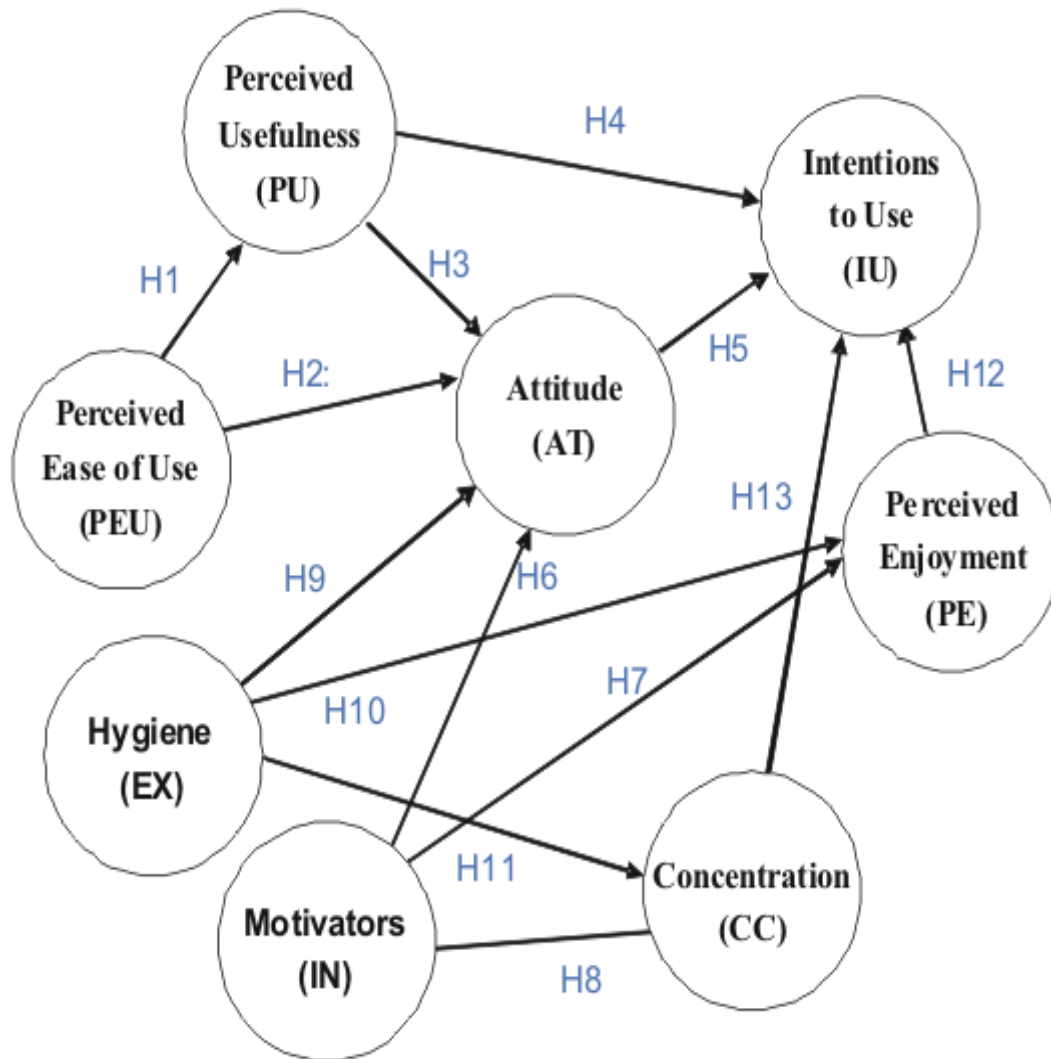 Perceived
Usefulness
(PU)
H4
Intentions
to Use
(IU)
H1
H3
H2:
Attitude
(AT)
H5
H12
Perceived
Ease of Use
(PEU)
H13
Perceived
Enjoyment
(PE)
H9
H6
H7
H10
Hygiene
(EX)
H11
Concentration
(CC)
Motivators
(IN)
H8